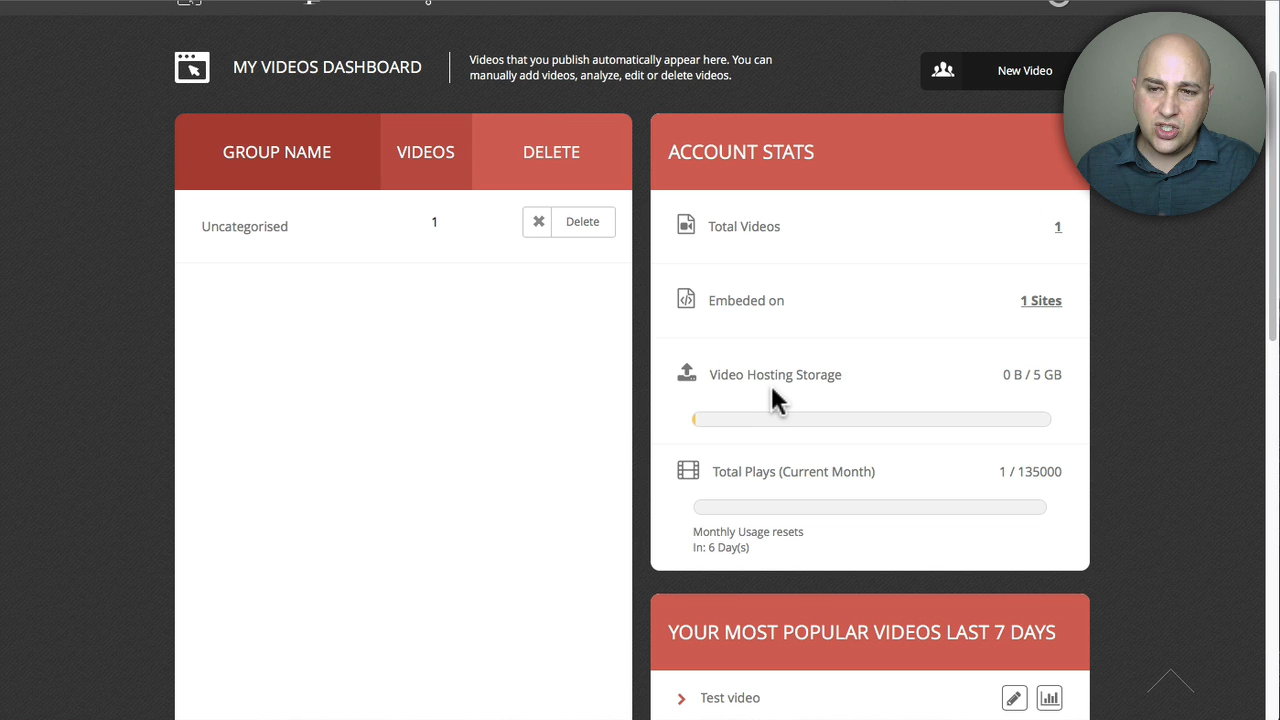 MY VIDEOS DASHBOARD
Videos that you publish automatically appear here. You can
manually add videos, analyze, edit or delete videos.
New Video
GROUP NAME VIDEOS DELETE
Uncategorised 1 Delete
ACCOUNT STATS
Total Videos 1
Embeded on 1 Sites
Video Hosting Storage 0 B / 5 GB
Total Plays (Current Month) 1 / 135000
Monthly Usage resets
In: 6 Day(s)
YOUR MOST POPULAR VIDEOS LAST 7 DAYS
Test video